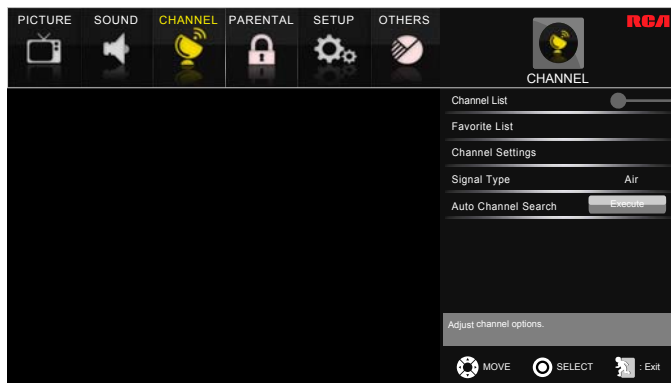 PICTURE SOUND CHANNEL PARENTAL SETUP OTHERS
RCA
CHANNEL
Channel List
Favorite List
Channel Settings
Signal Type Air
Auto Channel Search Execute
Adjust channel options.
MOVE SELECT : Exit